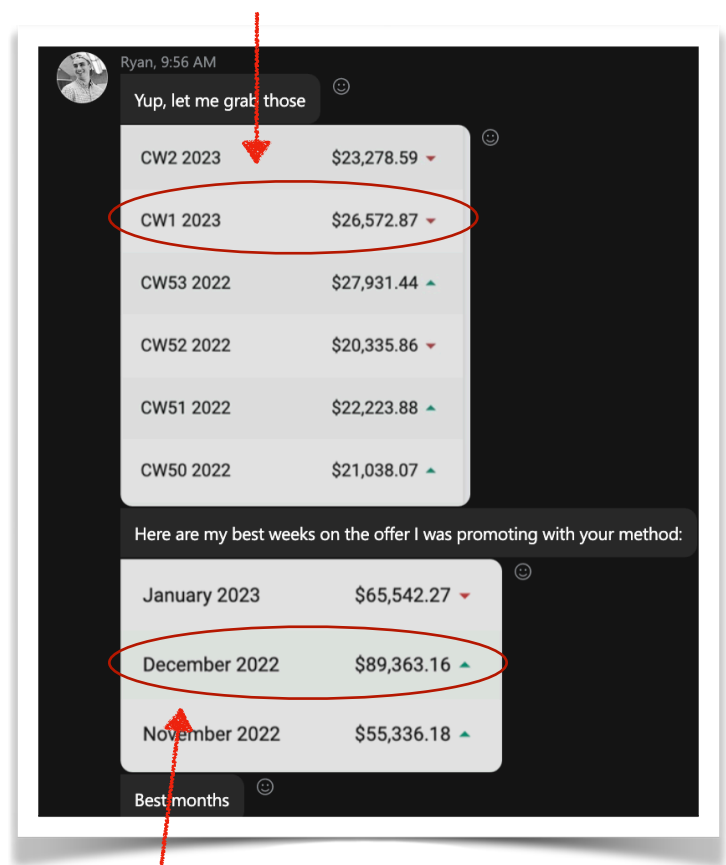 Ryan, 9:56 AM
Yup, let me grab those
CW2 2023 $23,278.59
CW1 2023 $26,572.87
CW53 2022 $27,931.44
CW52 2022 $20,335.86
CW51 2022 $22,223.88
CW50 2022 $21,038.07
Here are my best weeks on the offer I was promoting with your method:
January 2023 $65,542.27
December 2022 $89,363.16
November 2022 $55,336.18
Best months